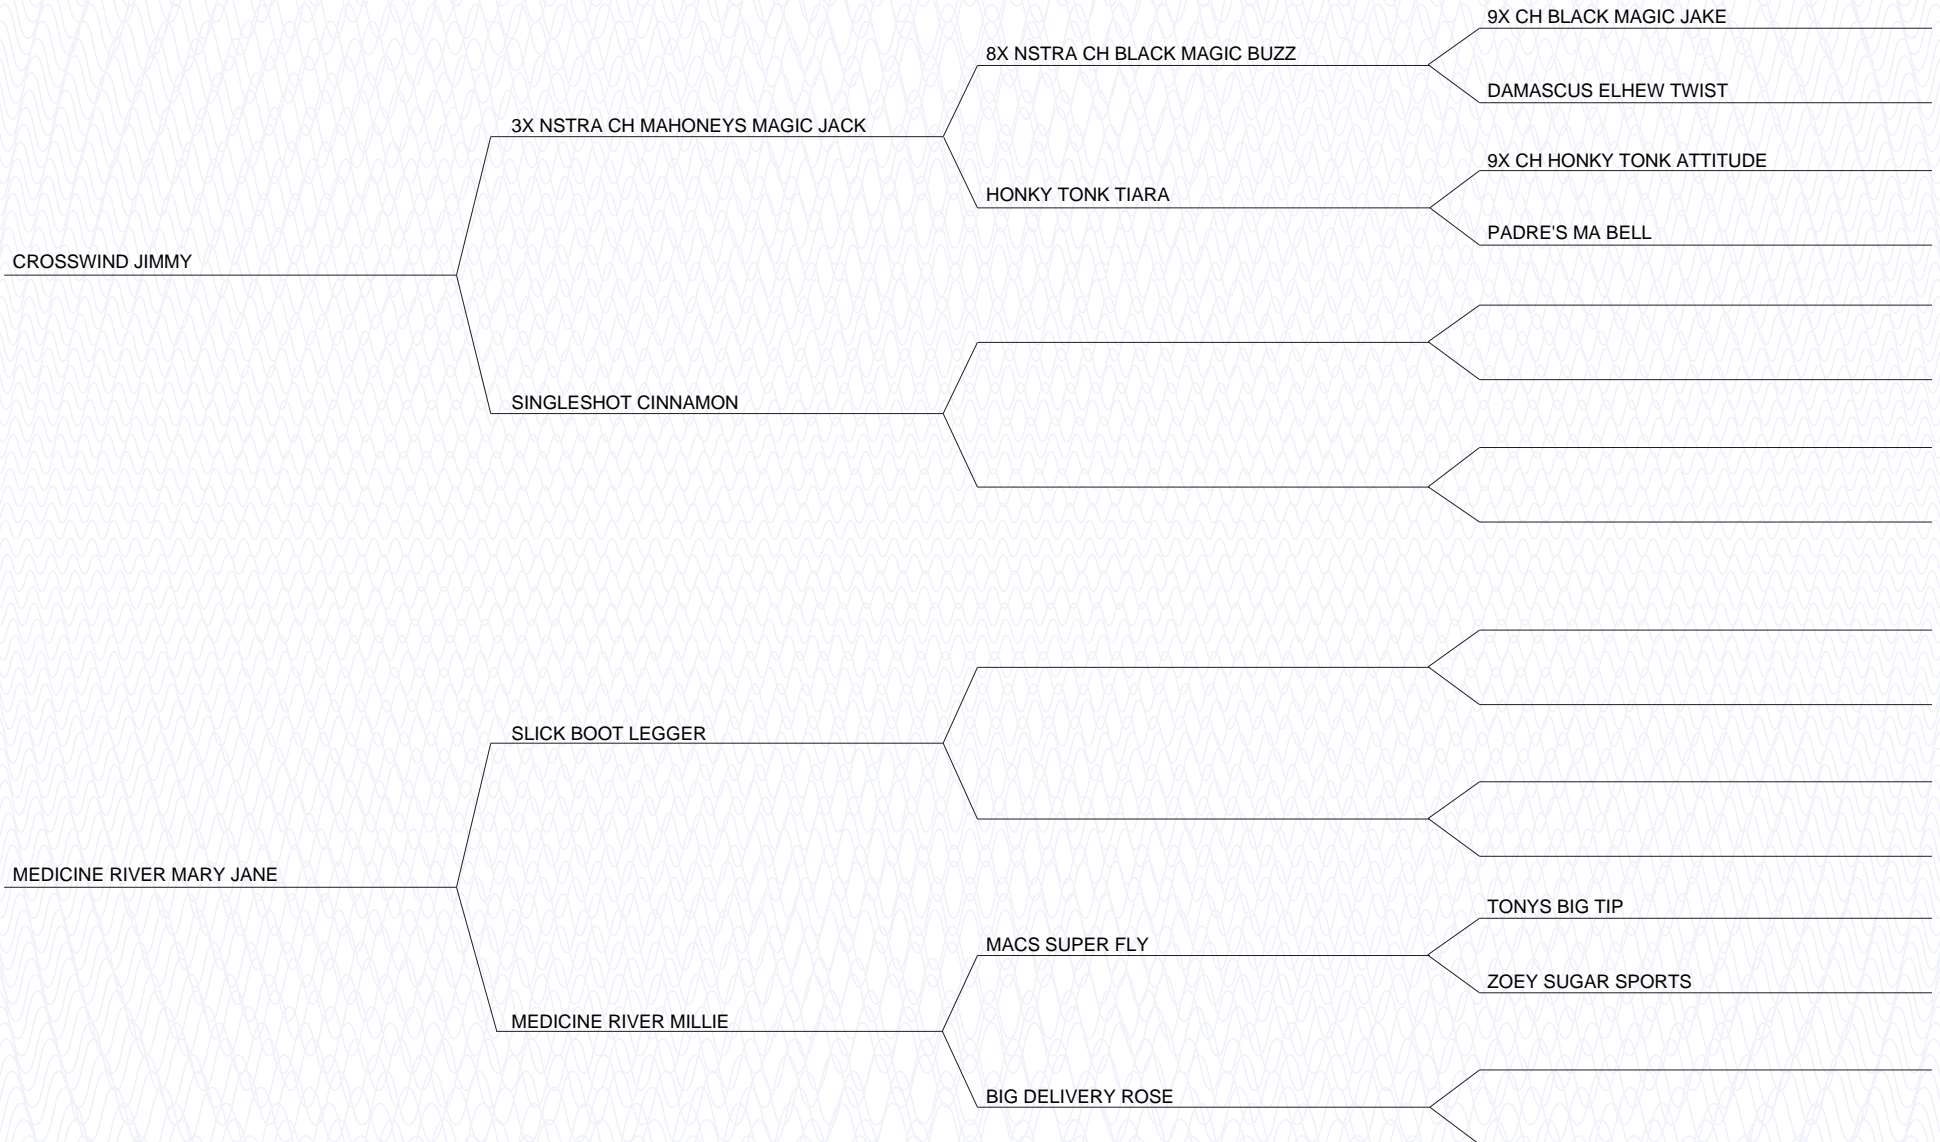 9X CH BLACK MAGIC JAKE
8X NSTRA CH BLACK MAGIC BUZZ
DAMASCUS ELHEW TWIST
3X NSTRA CH MAHONEYS MAGIC JACK
9X CH HONKY TONK ATTITUDE
HONKY TONK TIARA
PADRE'S MA BELL
CROSSWIND JIMMY
SINGLESHOT CINNAMON
SLICK BOOT LEGGER
MEDICINE RIVER MARY JANE
TONYS BIG TIP
MACS SUPER FLY
ZOEY SUGAR SPORTS
MEDICINE RIVER MILLIE
BIG DELIVERY ROSE